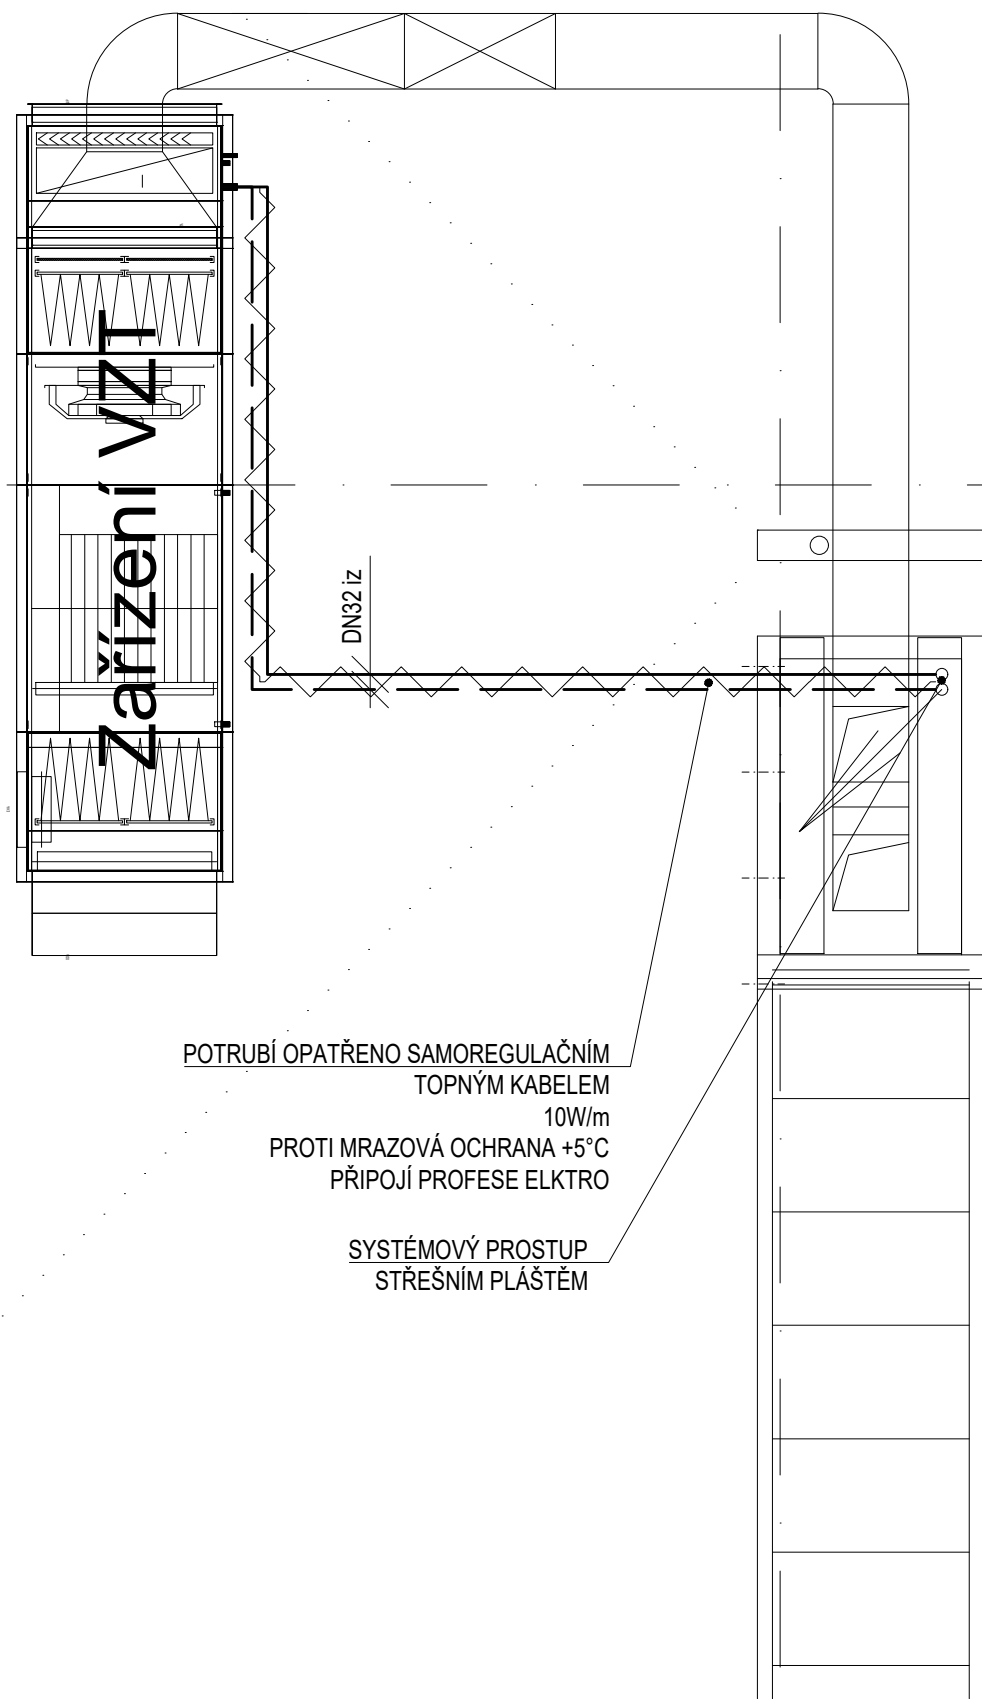 Zařízení VZT
DN32 iz
POTRUBÍ OPATŘENO SAMOREGULAČNÍM
TOPNÝM KABELEM
10W/m
PROTI MRAZOVÁ OCHRANA +5°C
PŘIPOJÍ PROFESE ELKTRO
SYSTÉMOVÝ PROSTUP
STŘEŠNÍM PLÁŠTĚM